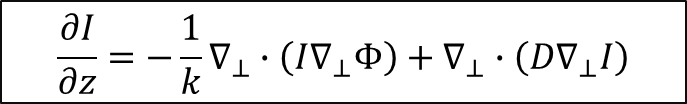 ∂I/∂z = −1/k ∇⊥ · (I∇⊥Φ) + ∇⊥ · (D∇⊥I)